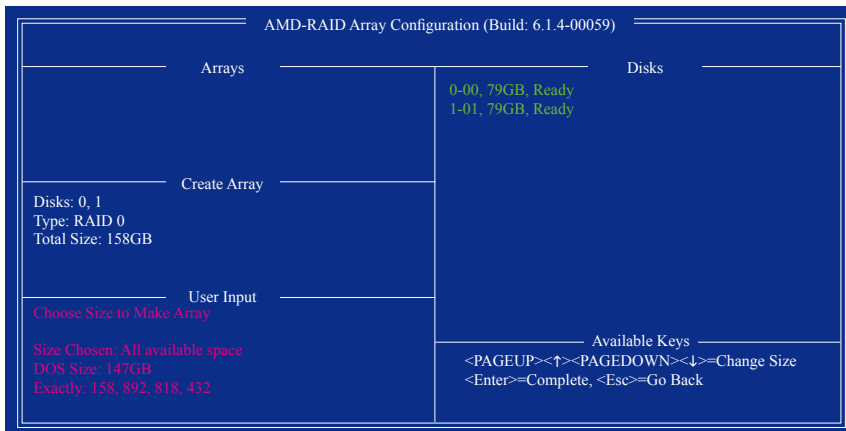 AMD-RAID Array Configuration (Build: 6.1.4-00059)
Arrays
Create Array
Disks: 0, 1
Type: RAID 0
Total Size: 158GB
User Input
Choose Size to Make Array
Size Chosen: All available space
DOS Size: 147GB
Exactly: 158, 892, 818, 432
Disks
0-00, 79GB, Ready
1-01, 79GB, Ready
Available Keys
<PAGEUP><↑><PAGEDOWN><↓>=Change Size
<Enter>=Complete, <Esc>=Go Back